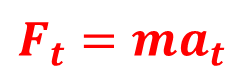 Fₜ = maₜ